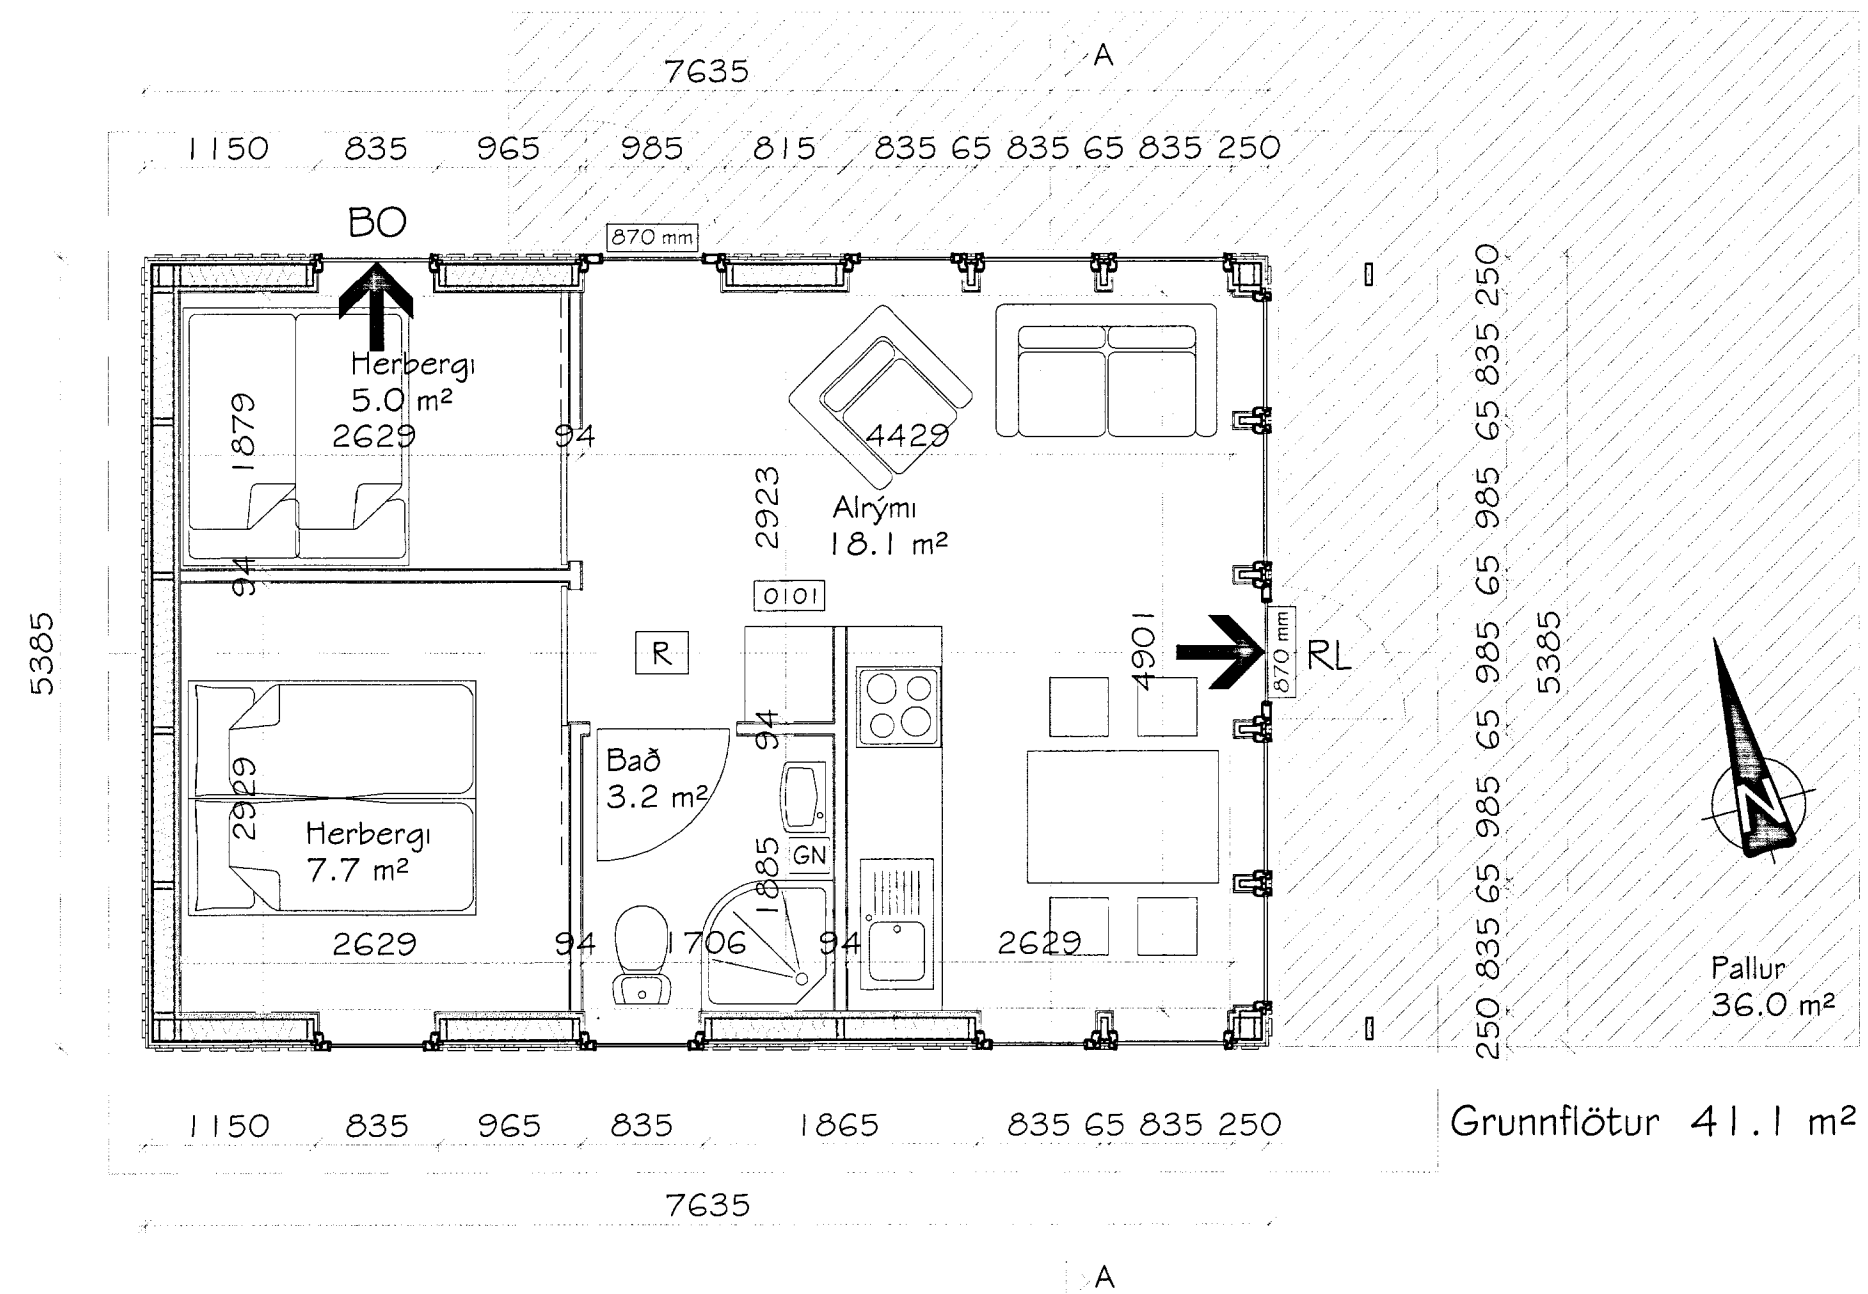 A
7635
1150 835 965 985 815 835 65 835 65 835 250
BO
870 mm
Herbergi
5.0 m²
1879
2629
94
4429
2923
Alrými
18.1 m²
94
0101
R
4901
870 mm
RL
250 835 65 985 65 985 65 985 65 835 250
5385
5385
94
Bað
3.2 m²
2929
Herbergi
7.7 m²
GN
1885
2629
94
1706
94
2629
N
Pallur
36.0 m²
1150 835 965 835 1865 835 65 835 250
Grunnflötur 41.1 m²
7635
A